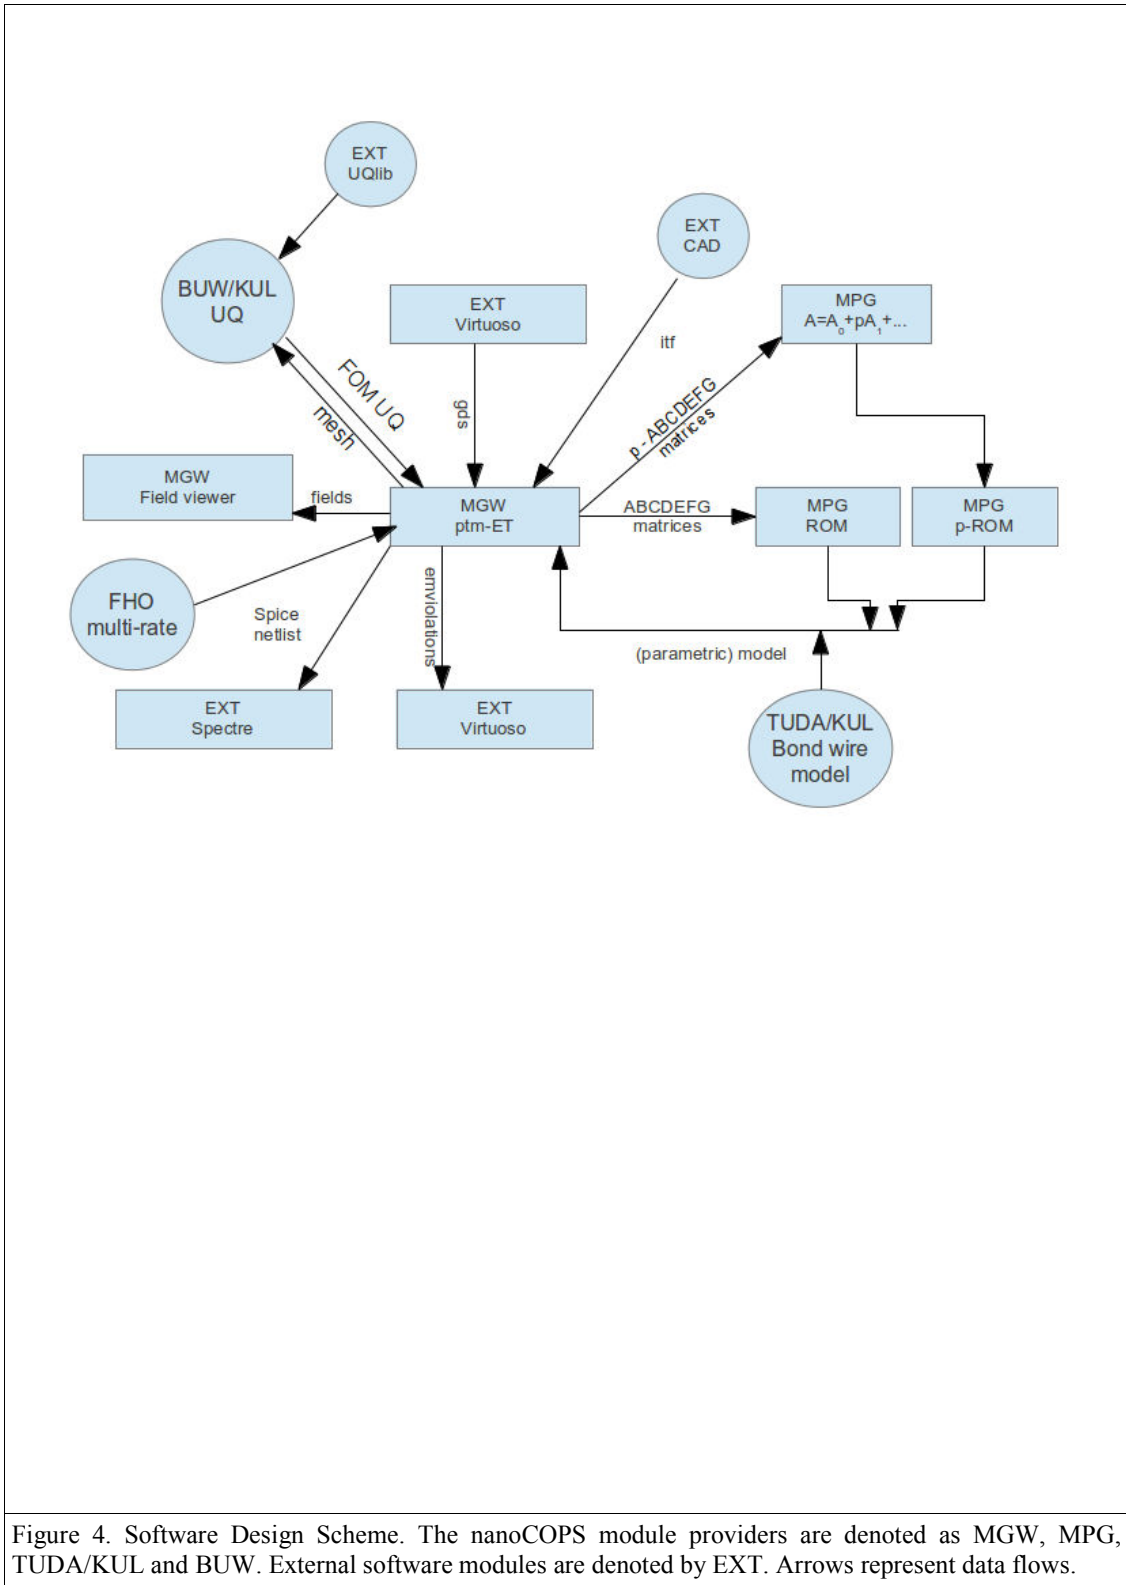 EXT
UQlib
EXT
CAD
BUW/KUL
UQ
EXT
Virtuoso
MPG
A=A₀+pA₁+...
itf
FOM UQ
mesh
gds
p - ABCDEFG
matrices
MGW
Field viewer
fields
MGW
ptm-ET
ABCDEFG
matrices
MPG
ROM
MPG
p-ROM
FHO
multi-rate
Spice
netlist
emviolations
(parametric) model
EXT
Spectre
EXT
Virtuoso
TUDA/KUL
Bond wire
model
Figure 4. Software Design Scheme. The nanoCOPS module providers are denoted as MGW, MPG,
TUDA/KUL and BUW. External software modules are denoted by EXT. Arrows represent data flows.